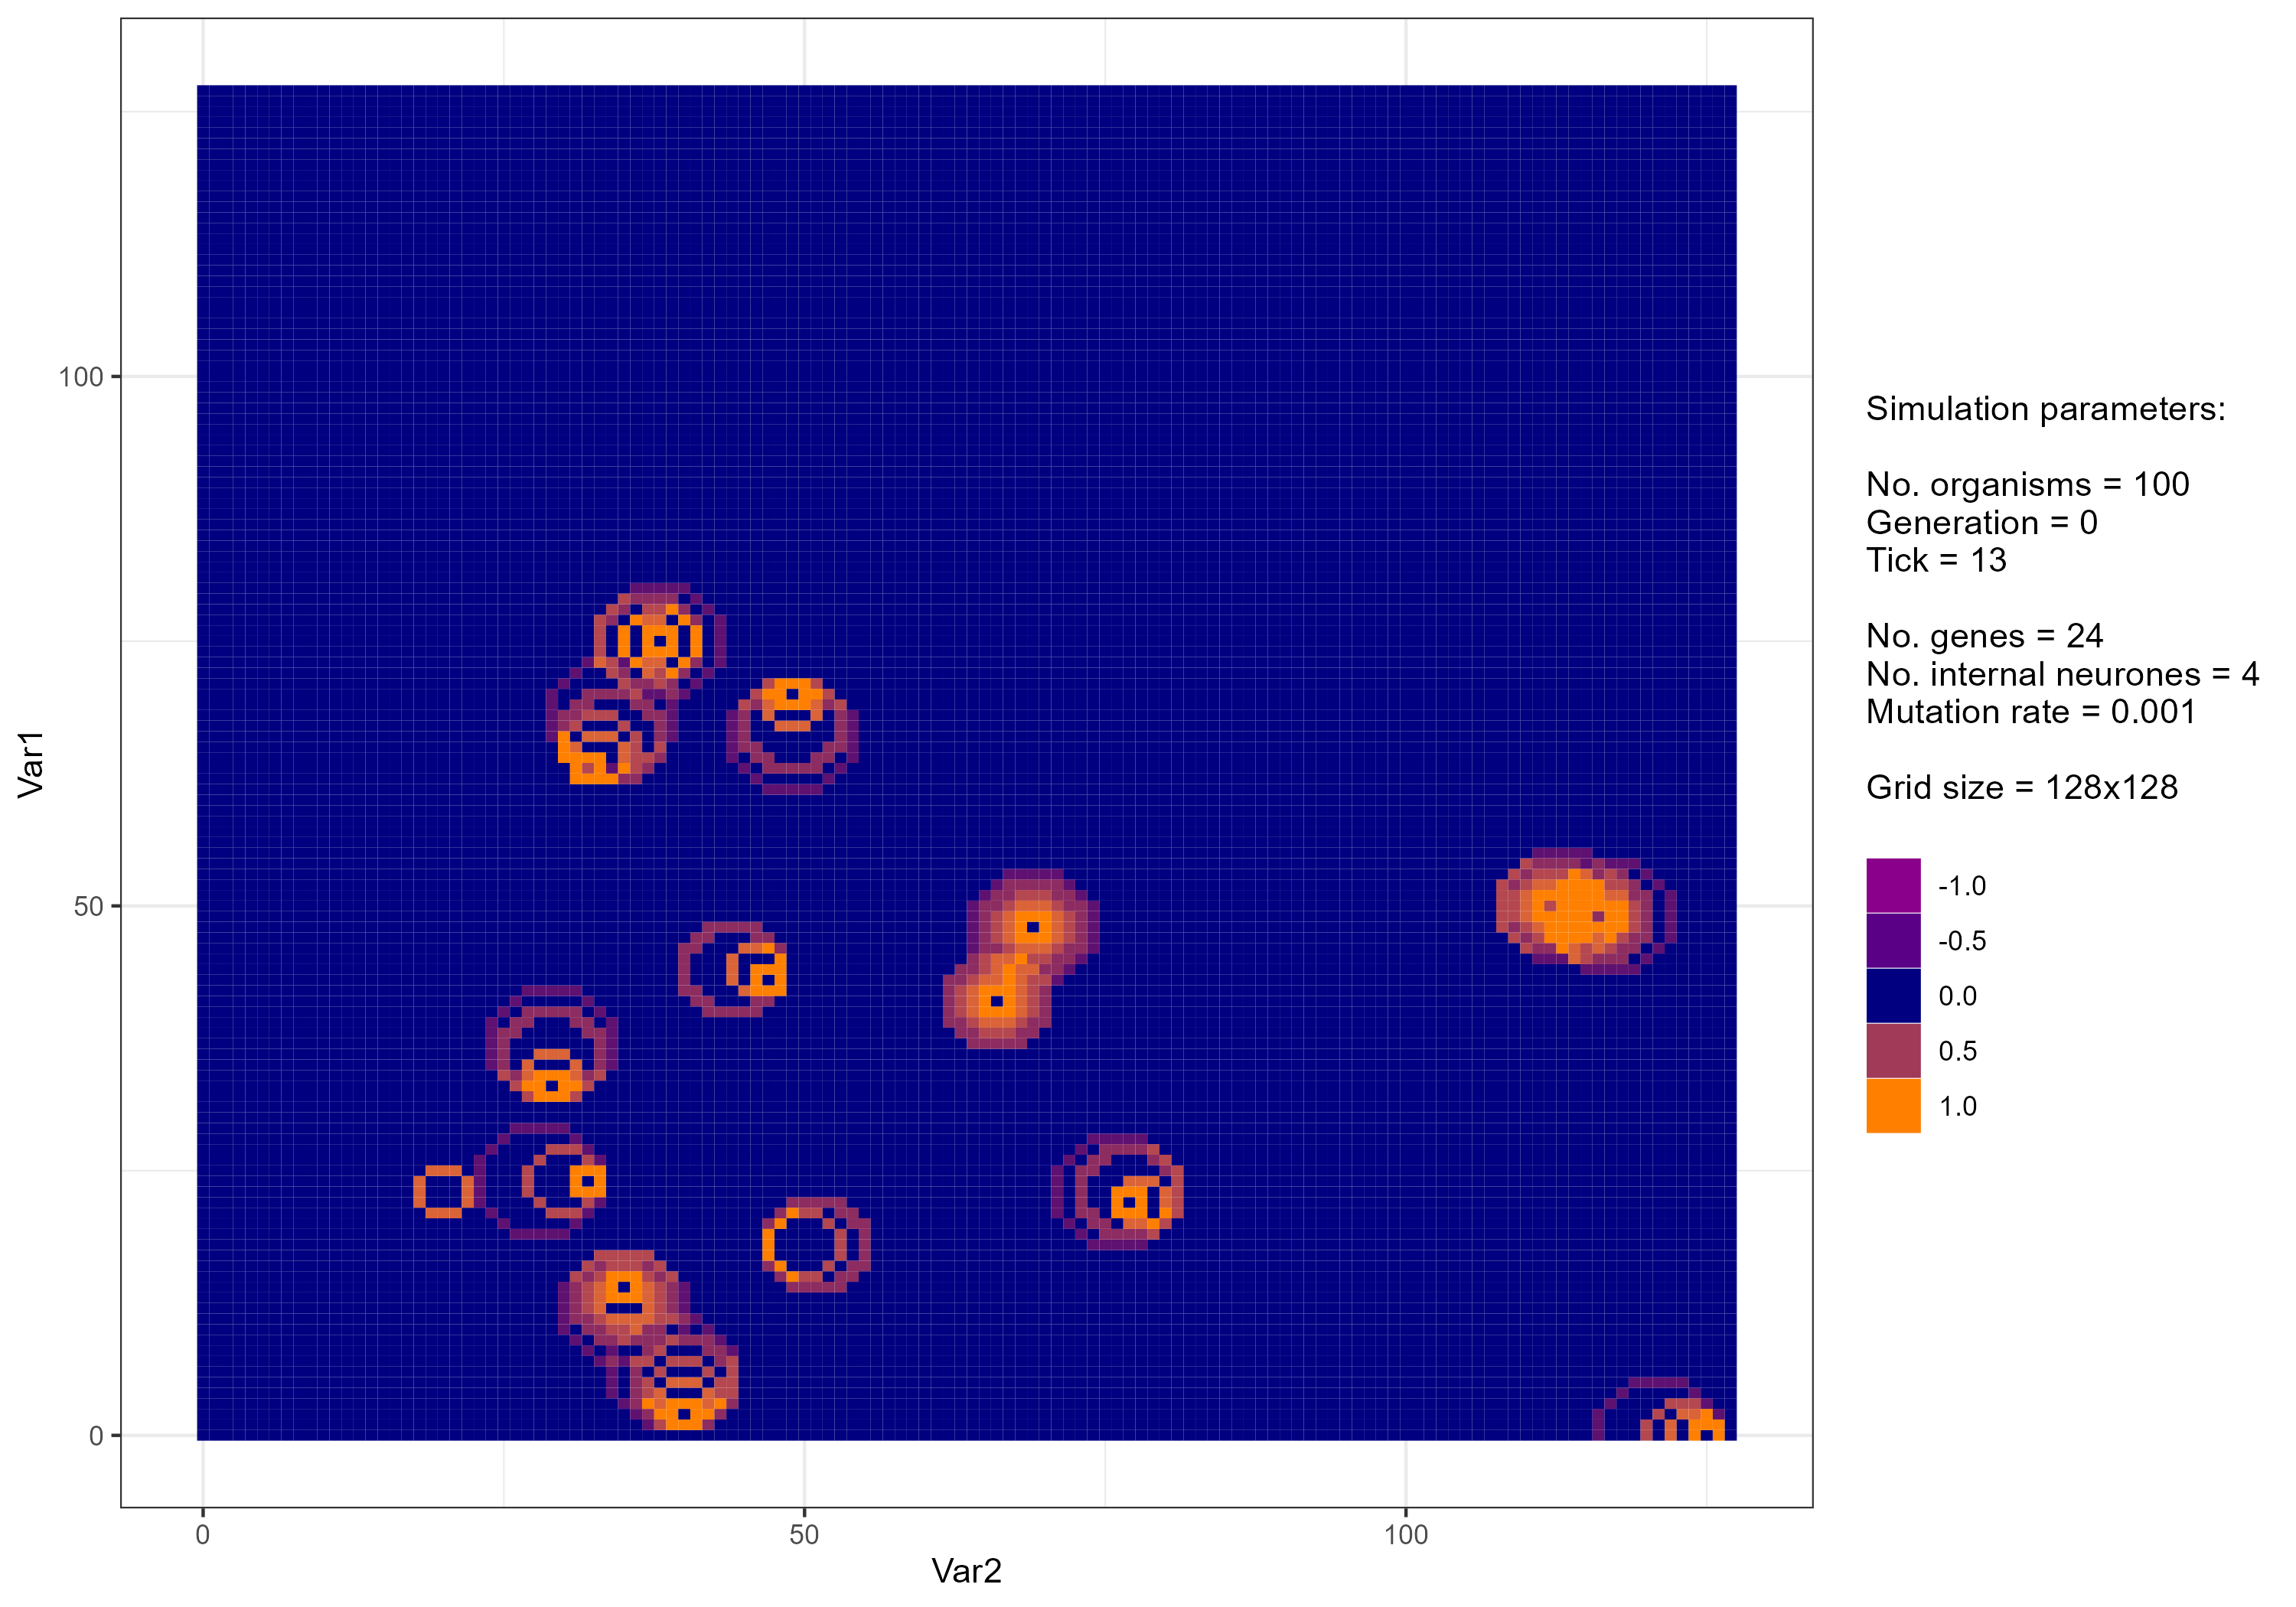 Var1
100
50
0
0
50
100
Var2
Simulation parameters:
No. organisms = 100
Generation = 0
Tick = 13
No. genes = 24
No. internal neurones = 4
Mutation rate = 0.001
Grid size = 128x128
-1.0
-0.5
0.0
0.5
1.0